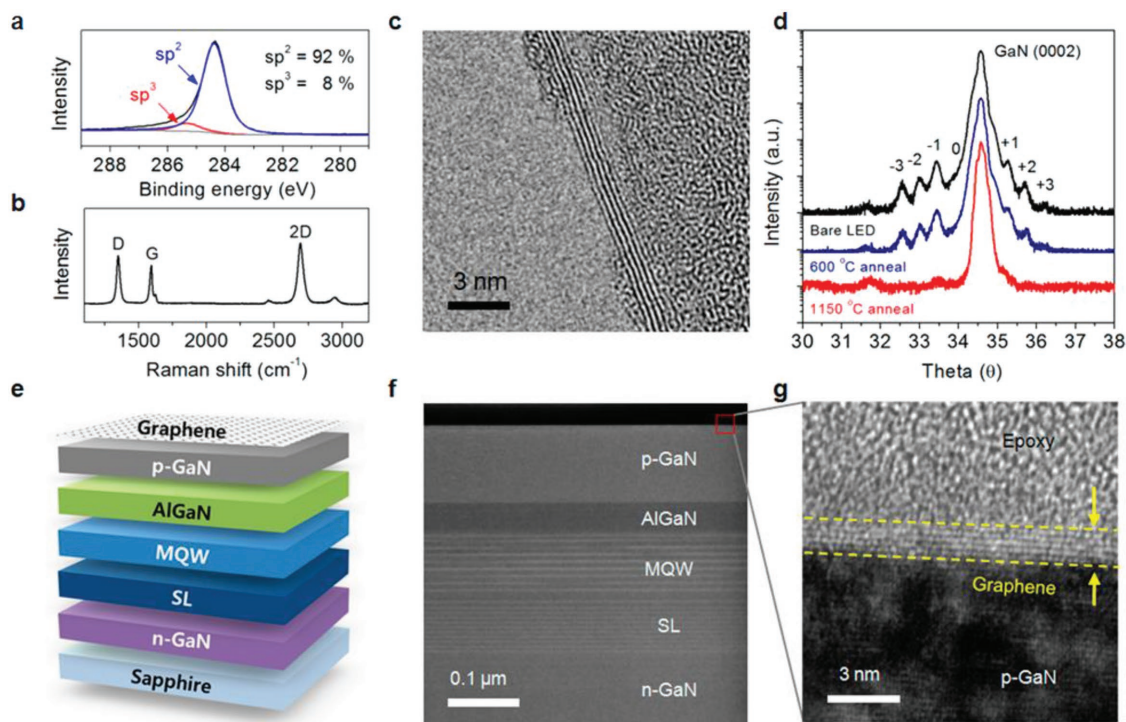 a
Intensity
sp²
sp³
sp² = 92 %
sp³ = 8 %
288 286 284 282 280
Binding energy (eV)
b
Intensity
D
G
2D
1500 2000 2500 3000
Raman shift (cm⁻¹)
c
3 nm
d
Intensity (a.u.)
GaN (0002)
-3 -2 -1 0 +1 +2 +3
Bare LED
600 °C anneal
1150 °C anneal
30 31 32 33 34 35 36 37 38
Theta (θ)
e
Graphene
p-GaN
AlGaN
MQW
SL
n-GaN
Sapphire
f
p-GaN
AlGaN
MQW
SL
n-GaN
0.1 μm
g
Epoxy
Graphene
p-GaN
3 nm